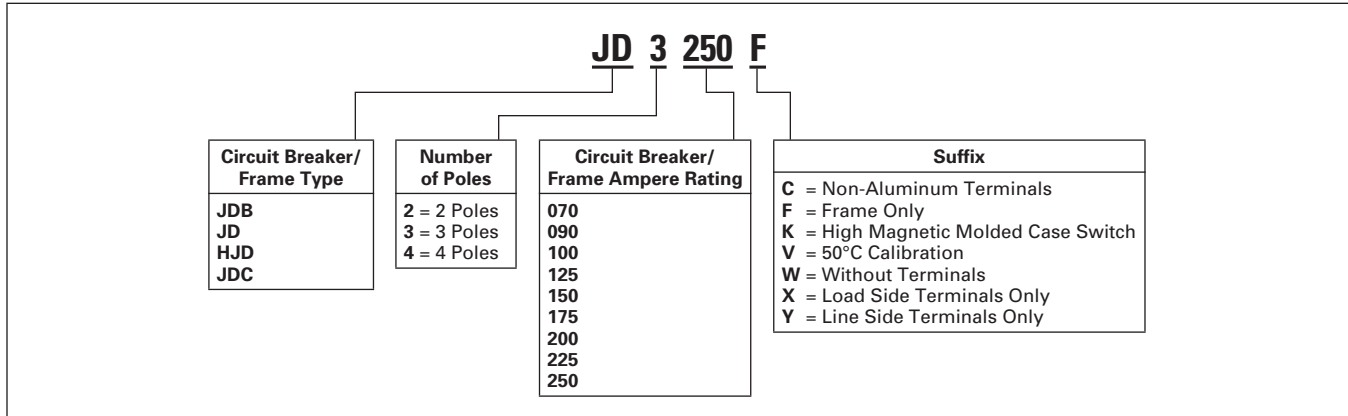 JD 3 250 F
Circuit Breaker/
Frame Type
JDB
JD
HJD
JDC
Number
of Poles
2 = 2 Poles
3 = 3 Poles
4 = 4 Poles
Circuit Breaker/
Frame Ampere Rating
070
090
100
125
150
175
200
225
250
Suffix
C = Non-Aluminum Terminals
F = Frame Only
K = High Magnetic Molded Case Switch
V = 50°C Calibration
W = Without Terminals
X = Load Side Terminals Only
Y = Line Side Terminals Only